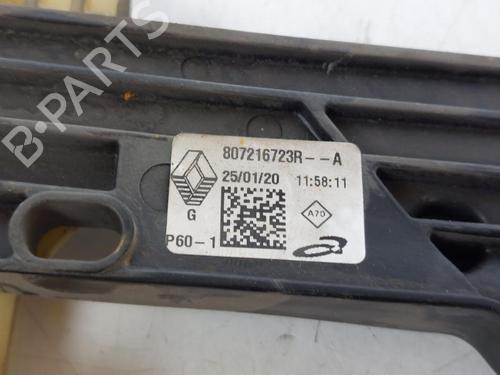 B-PARTS
807216723R--A
25/01/20 11:58:11
G
A70
P60-1